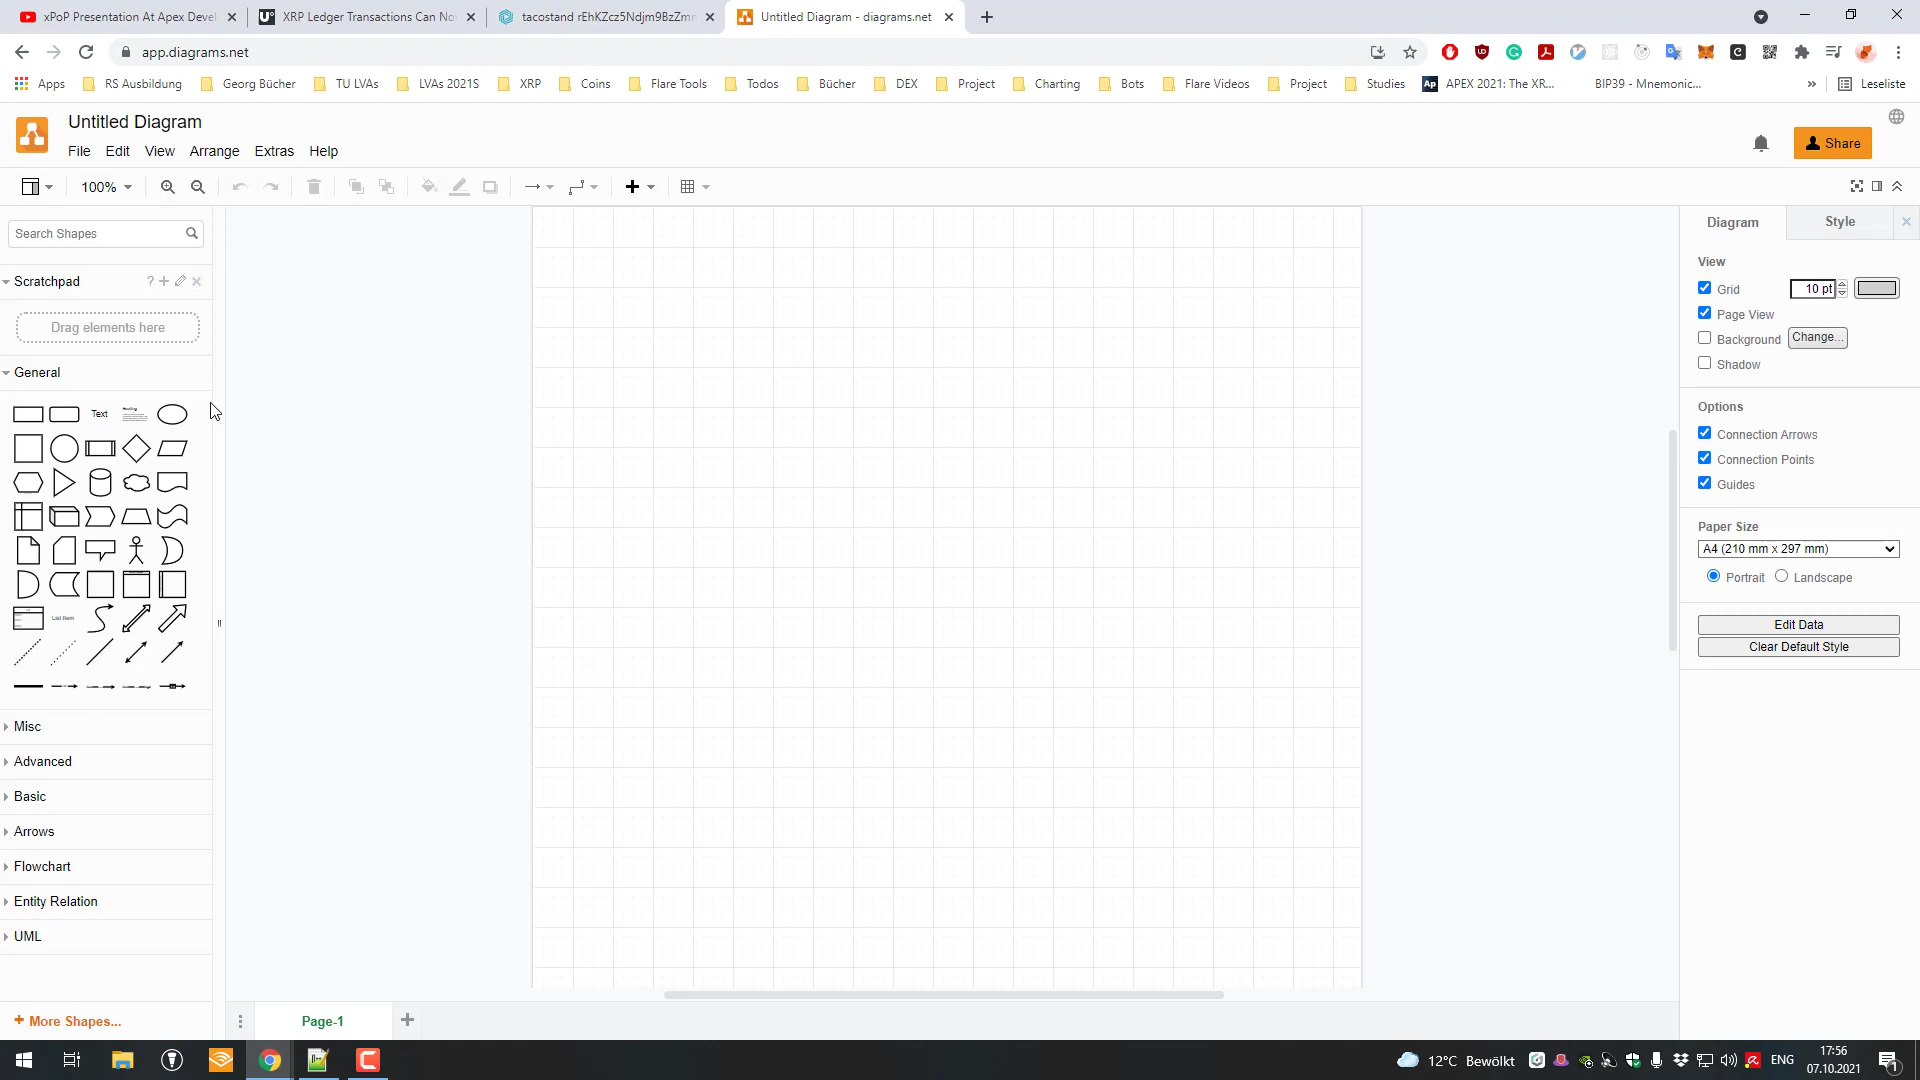 xPoP Presentation At Apex Devel
XRP Ledger Transactions Can No
tacostand rEhKZcz5Ndjm9BzZmr
Untitled Diagram - diagrams.net
app.diagrams.net
Apps
RS Ausbildung
Georg Bücher
TU LVAs
LVAs 2021S
XRP
Coins
Flare Tools
Todos
Bücher
DEX
Project
Charting
Bots
Flare Videos
Project
Studies
Ap
APEX 2021: The XR...
BIP39 - Mnemonic...
»
Leseliste
Untitled Diagram
File
Edit
View
Arrange
Extras
Help
Share
100%
Search Shapes
Diagram
Style
View
Scratchpad
?
Grid
10 pt
Page View
Drag elements here
Background
Change...
Shadow
General
Options
Text
Heading
Connection Arrows
Connection Points
Guides
Paper Size
A4 (210 mm x 297 mm)
Portrait
Landscape
List Item
Edit Data
Clear Default Style
Misc
Advanced
Basic
Arrows
Flowchart
Entity Relation
UML
+ More Shapes...
Page-1
12°C Bewölkt
ENG
17:56
07.10.2021
1